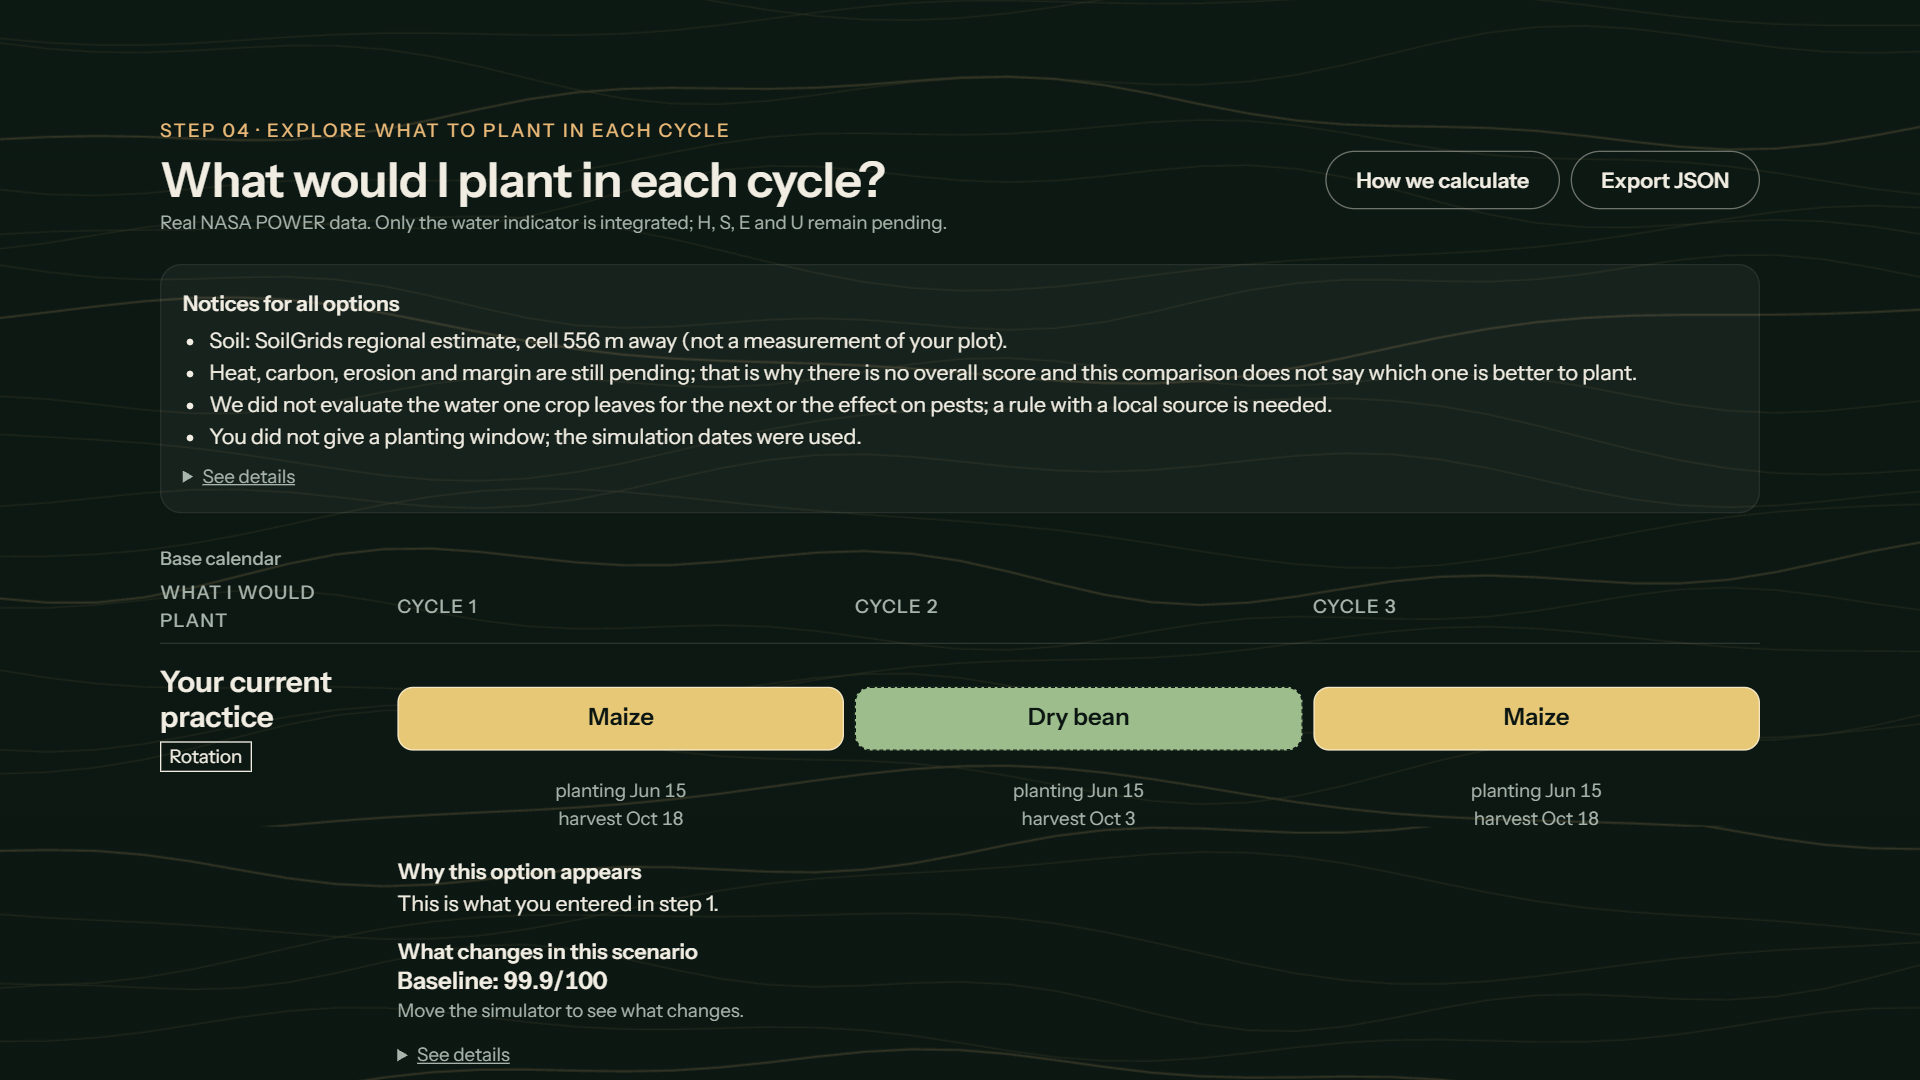 STEP 04 · EXPLORE WHAT TO PLANT IN EACH CYCLE
What would I plant in each cycle?
How we calculate
Export JSON
Real NASA POWER data. Only the water indicator is integrated; H, S, E and U remain pending.
Notices for all options
• Soil: SoilGrids regional estimate, cell 556 m away (not a measurement of your plot).
• Heat, carbon, erosion and margin are still pending; that is why there is no overall score and this comparison does not say which one is better to plant.
• We did not evaluate the water one crop leaves for the next or the effect on pests; a rule with a local source is needed.
• You did not give a planting window; the simulation dates were used.
▶ See details
Base calendar
WHAT I WOULD
PLANT
CYCLE 1
CYCLE 2
CYCLE 3
Your current
practice
Rotation
Maize
Dry bean
Maize
planting Jun 15
harvest Oct 18
planting Jun 15
harvest Oct 3
planting Jun 15
harvest Oct 18
Why this option appears
This is what you entered in step 1.
What changes in this scenario
Baseline: 99.9/100
Move the simulator to see what changes.
▶ See details